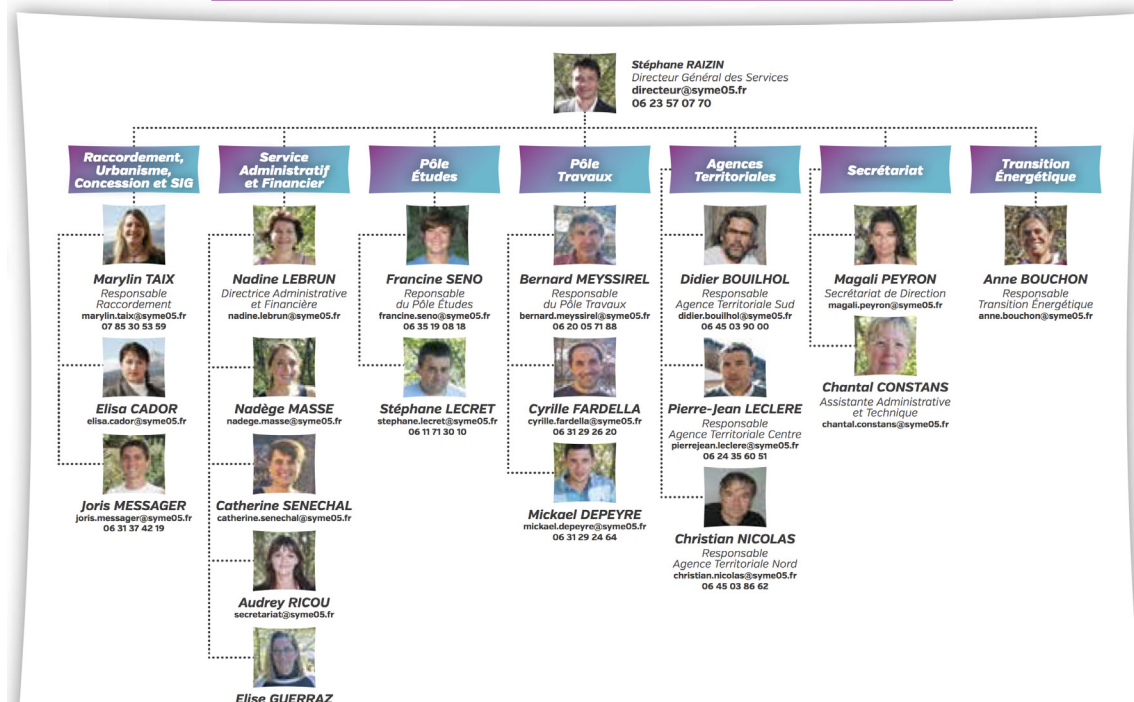 Stéphane RAIZIN
Directeur Général des Services
directeur@syme05.fr
06 23 57 07 70
Raccordement,
Urbanisme,
Concession et SIG
Marylin TAIX
Responsable
Raccordement
marylin.taix@syme05.fr
07 85 30 53 59
Elisa CADOR
elisa.cador@syme05.fr
Joris MESSAGER
joris.messager@syme05.fr
06 31 37 42 19
Service
Administratif
et Financier
Nadine LEBRUN
Directrice Administrative
et Financière
nadine.lebrun@syme05.fr
Nadège MASSE
nadege.masse@syme05.fr
Catherine SENECHAL
catherine.senechal@syme05.fr
Audrey RICOU
secretariat@syme05.fr
Elise GUERRAZ
Pôle
Études
Francine SENO
Reponsable
du Pôle Études
francine.seno@syme05.fr
06 35 19 08 18
Stéphane LECRET
stephane.lecret@syme05.fr
06 11 71 30 10
Pôle
Travaux
Bernard MEYSSIREL
Responsable
du Pôle Travaux
bernard.meyssirel@syme05.fr
06 20 05 71 88
Cyrille FARDELLA
cyrille.fardella@syme05.fr
06 31 29 26 20
Mickael DEPEYRE
mickael.depeyre@syme05.fr
06 31 29 24 64
Agences
Territoriales
Didier BOUILHOL
Responsable
Agence Territoriale Sud
didier.bouilhol@syme05.fr
06 45 03 90 00
Pierre-Jean LECLERE
Responsable
Agence Territoriale Centre
pierrejean.leclere@syme05.fr
06 24 35 60 51
Christian NICOLAS
Responsable
Agence Territoriale Nord
christian.nicolas@syme05.fr
06 45 03 86 62
Secrétariat
Magali PEYRON
Secrétariat de Direction
magali.peyron@syme05.fr
Chantal CONSTANS
Assistante Administrative
et Technique
chantal.constans@syme05.fr
Transition
Énergétique
Anne BOUCHON
Responsable
Transition Énergétique
anne.bouchon@syme05.fr